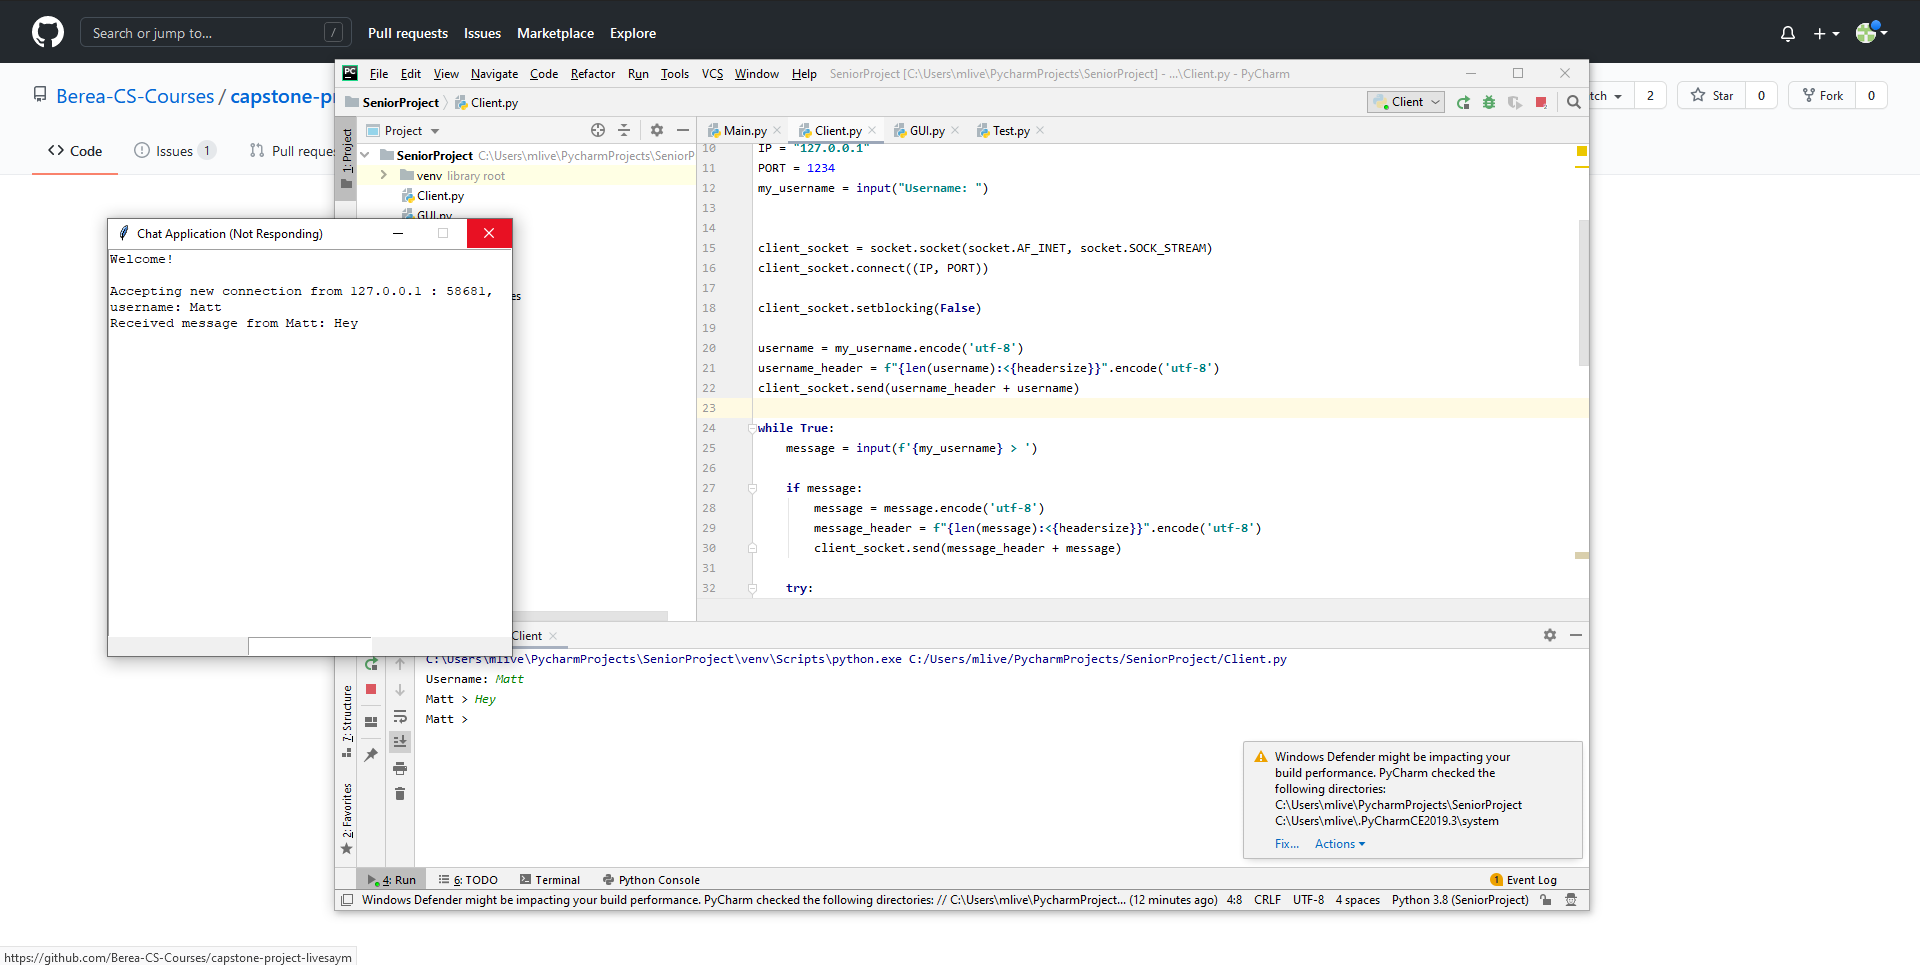 Search or jump to... /
Pull requests Issues Marketplace Explore
PC File Edit View Navigate Code Refactor Run Tools VCS Window Help SeniorProject [C:\Users\mlive\PycharmProjects\SeniorProject] - ...\Client.py - PyCharm
Berea-CS-Courses / capstone-pr
tch 2 Star 0 Fork 0
SeniorProject Client.py Client
Code Issues 1 Pull reque
1: Project
Project
Main.py Client.py GUI.py Test.py
SeniorProject C:\Users\mlive\PycharmProjects\SeniorP
venv library root
Client.py
GUI.py
es
10 IP = "127.0.0.1"
11 PORT = 1234
12 my_username = input("Username: ")
13
14
15 client_socket = socket.socket(socket.AF_INET, socket.SOCK_STREAM)
16 client_socket.connect((IP, PORT))
17
18 client_socket.setblocking(False)
19
20 username = my_username.encode('utf-8')
21 username_header = f"{len(username):<{headersize}}".encode('utf-8')
22 client_socket.send(username_header + username)
23
24 while True:
25 message = input(f'{my_username} > ')
26
27 if message:
28 message = message.encode('utf-8')
29 message_header = f"{len(message):<{headersize}}".encode('utf-8')
30 client_socket.send(message_header + message)
31
32 try:
Chat Application (Not Responding)
Welcome!
Accepting new connection from 127.0.0.1 : 58681,
username: Matt
Received message from Matt: Hey
Client
C:\Users\mlive\PycharmProjects\SeniorProject\venv\Scripts\python.exe C:/Users/mlive/PycharmProjects/SeniorProject/Client.py
Username: Matt
Matt > Hey
Matt >
7: Structure
2: Favorites
Windows Defender might be impacting your
build performance. PyCharm checked the
following directories:
C:\Users\mlive\PycharmProjects\SeniorProject
C:\Users\mlive\.PyCharmCE2019.3\system
Fix... Actions
4: Run 6: TODO Terminal Python Console 1 Event Log
Windows Defender might be impacting your build performance. PyCharm checked the following directories: // C:\Users\mlive\PycharmProject... (12 minutes ago) 4:8 CRLF UTF-8 4 spaces Python 3.8 (SeniorProject)
https://github.com/Berea-CS-Courses/capstone-project-livesaym